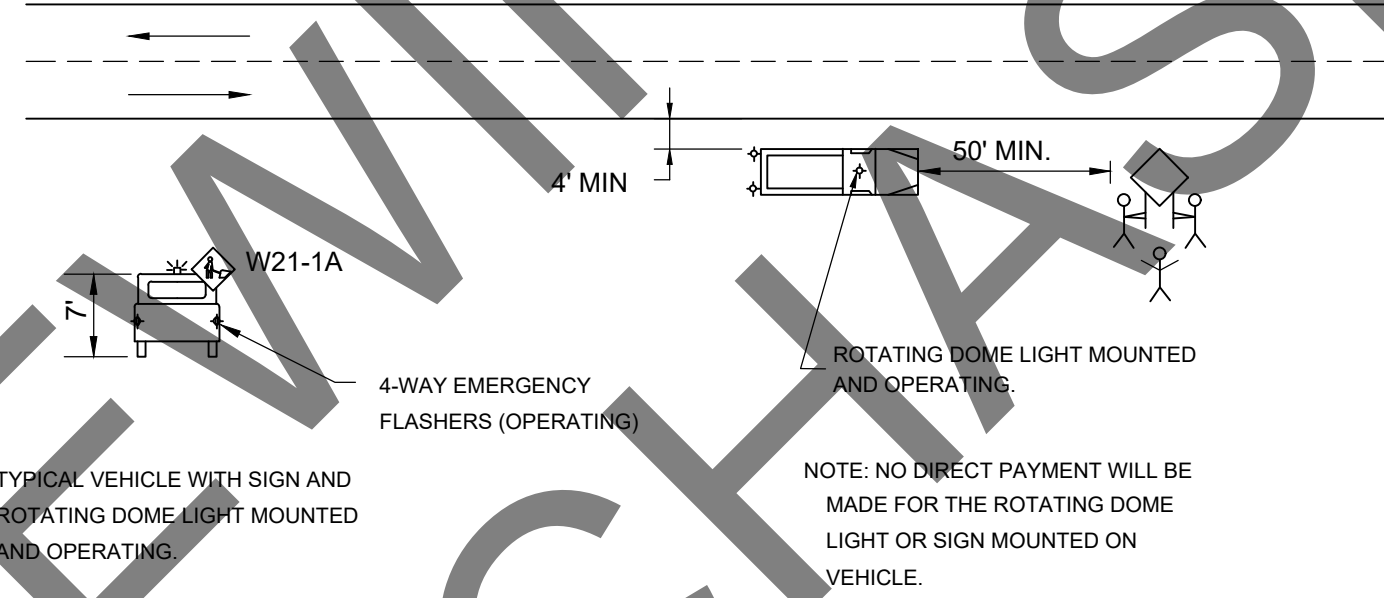 4' MIN
50' MIN.
W21-1A
7'
4-WAY EMERGENCY
FLASHERS (OPERATING)
ROTATING DOME LIGHT MOUNTED
AND OPERATING.
TYPICAL VEHICLE WITH SIGN AND
ROTATING DOME LIGHT MOUNTED
AND OPERATING.
NOTE: NO DIRECT PAYMENT WILL BE
MADE FOR THE ROTATING DOME
LIGHT OR SIGN MOUNTED ON
VEHICLE.